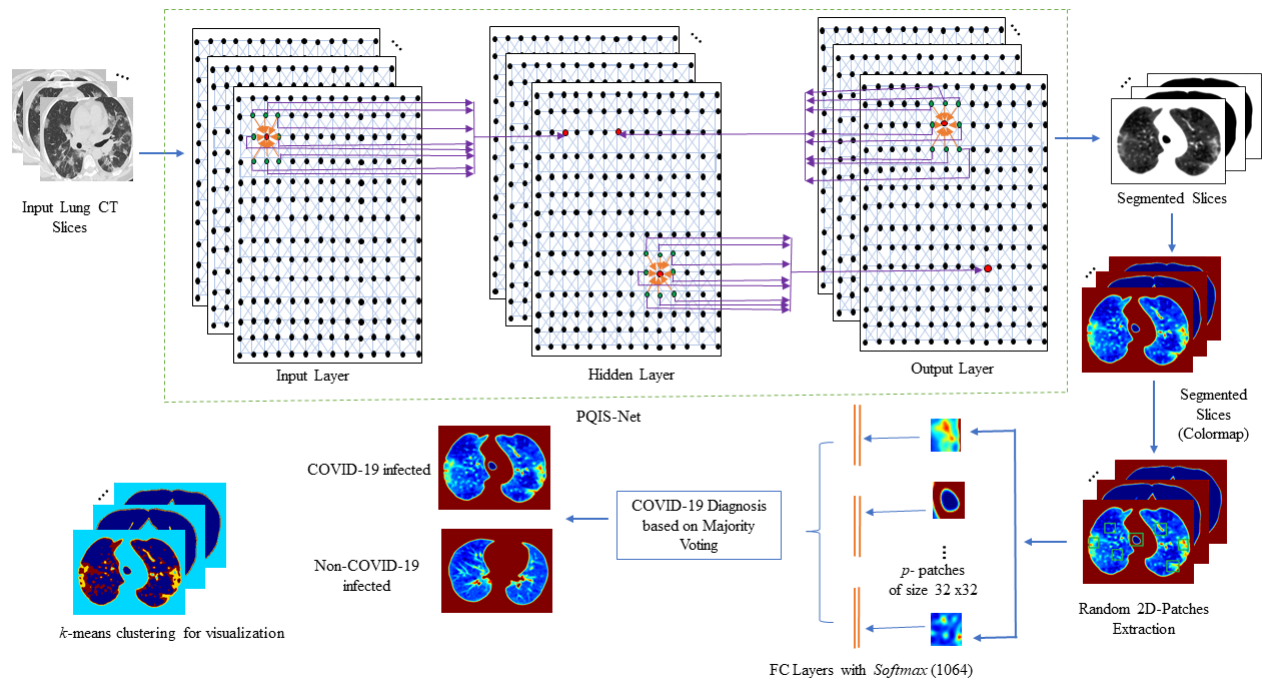 Input Lung CT
Slices
Input Layer
Hidden Layer
Output Layer
PQIS-Net
Segmented Slices
Segmented
Slices
(Colormap)
Random 2D-Patches
Extraction
p- patches
of size 32 x32
FC Layers with Softmax (1064)
COVID-19 Diagnosis
based on Majority
Voting
COVID-19 infected
Non-COVID-19
infected
k-means clustering for visualization